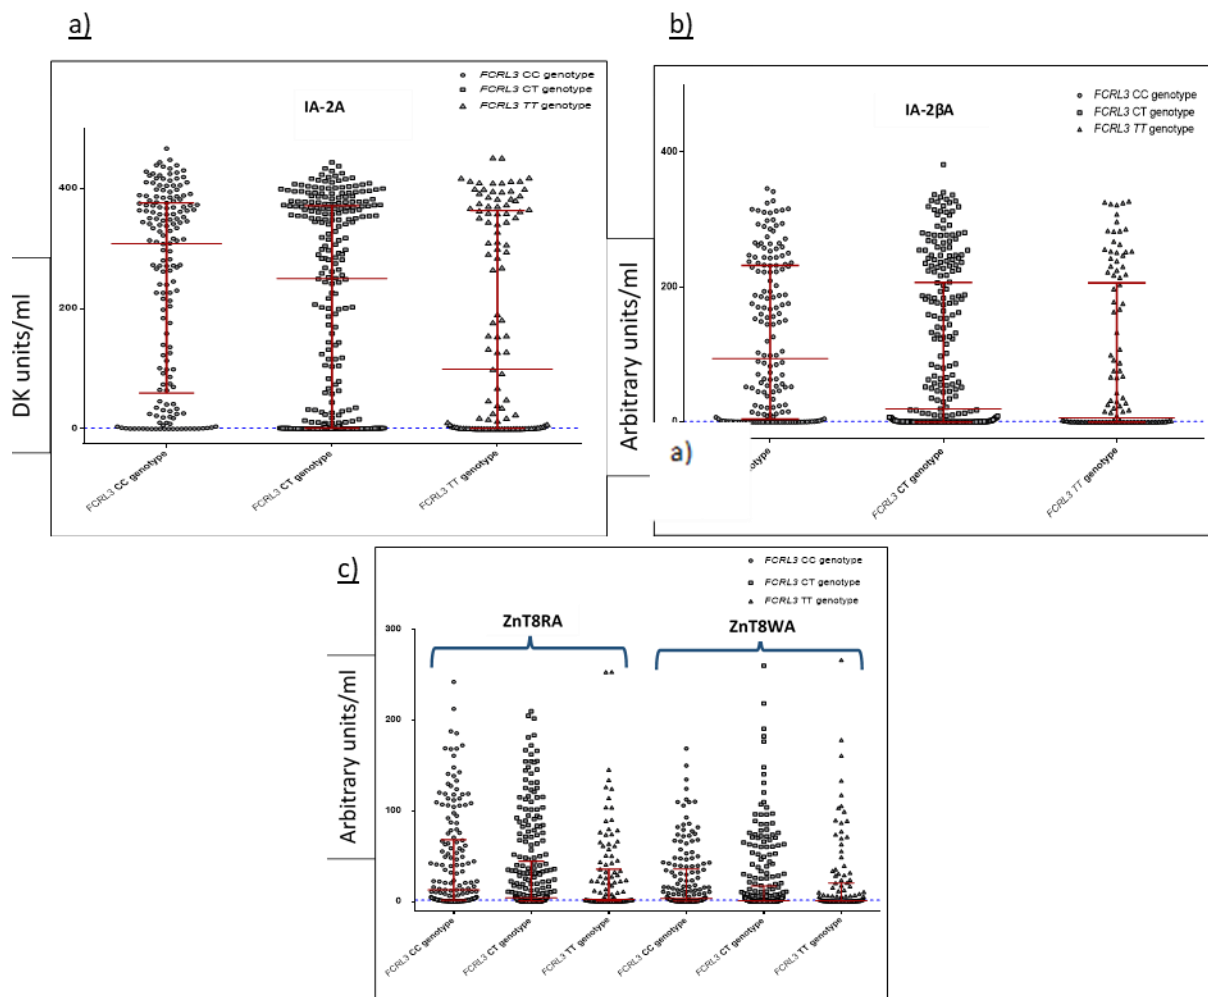 a)
FCRL3 CC genotype
FCRL3 CT genotype
FCRL3 TT genotype
IA-2A
DK units/ml
400
200
0
FCRL3 CC genotype
FCRL3 CT genotype
FCRL3 TT genotype
b)
FCRL3 CC genotype
FCRL3 CT genotype
FCRL3 TT genotype
IA-2βA
Arbitrary units/ml
400
200
0
a)
otype
FCRL3 CT genotype
FCRL3 TT genotype
c)
FCRL3 CC genotype
FCRL3 CT genotype
FCRL3 TT genotype
ZnT8RA
ZnT8WA
Arbitrary units/ml
300
200
100
0
FCRL3 CC genotype
FCRL3 CT genotype
FCRL3 TT genotype
FCRL3 CC genotype
FCRL3 CT genotype
FCRL3 TT genotype